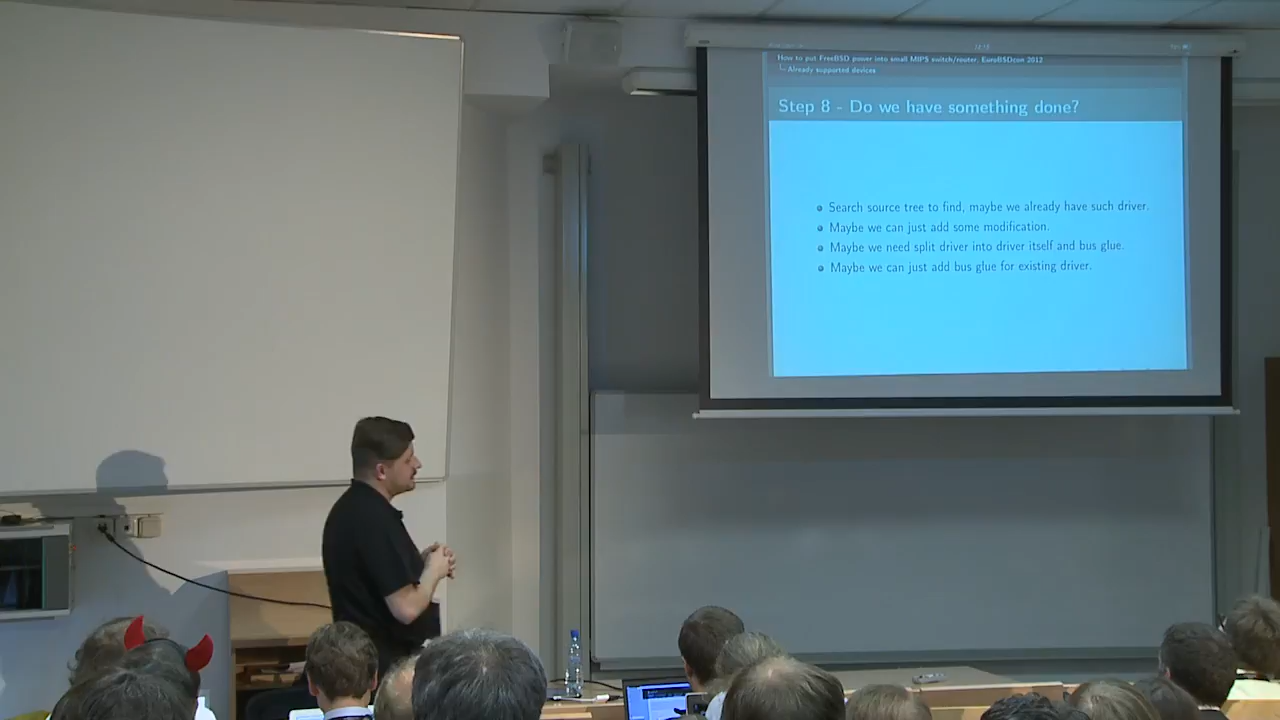 How to put FreeBSD power into small MIPS switch/router, EuroBSDcon 2012
Already supported devices
Step 8 - Do we have something done?
Search source tree to find, maybe we already have such driver.
Maybe we can just add some modification.
Maybe we need split driver into driver itself and bus glue.
Maybe we can just add bus glue for existing driver.